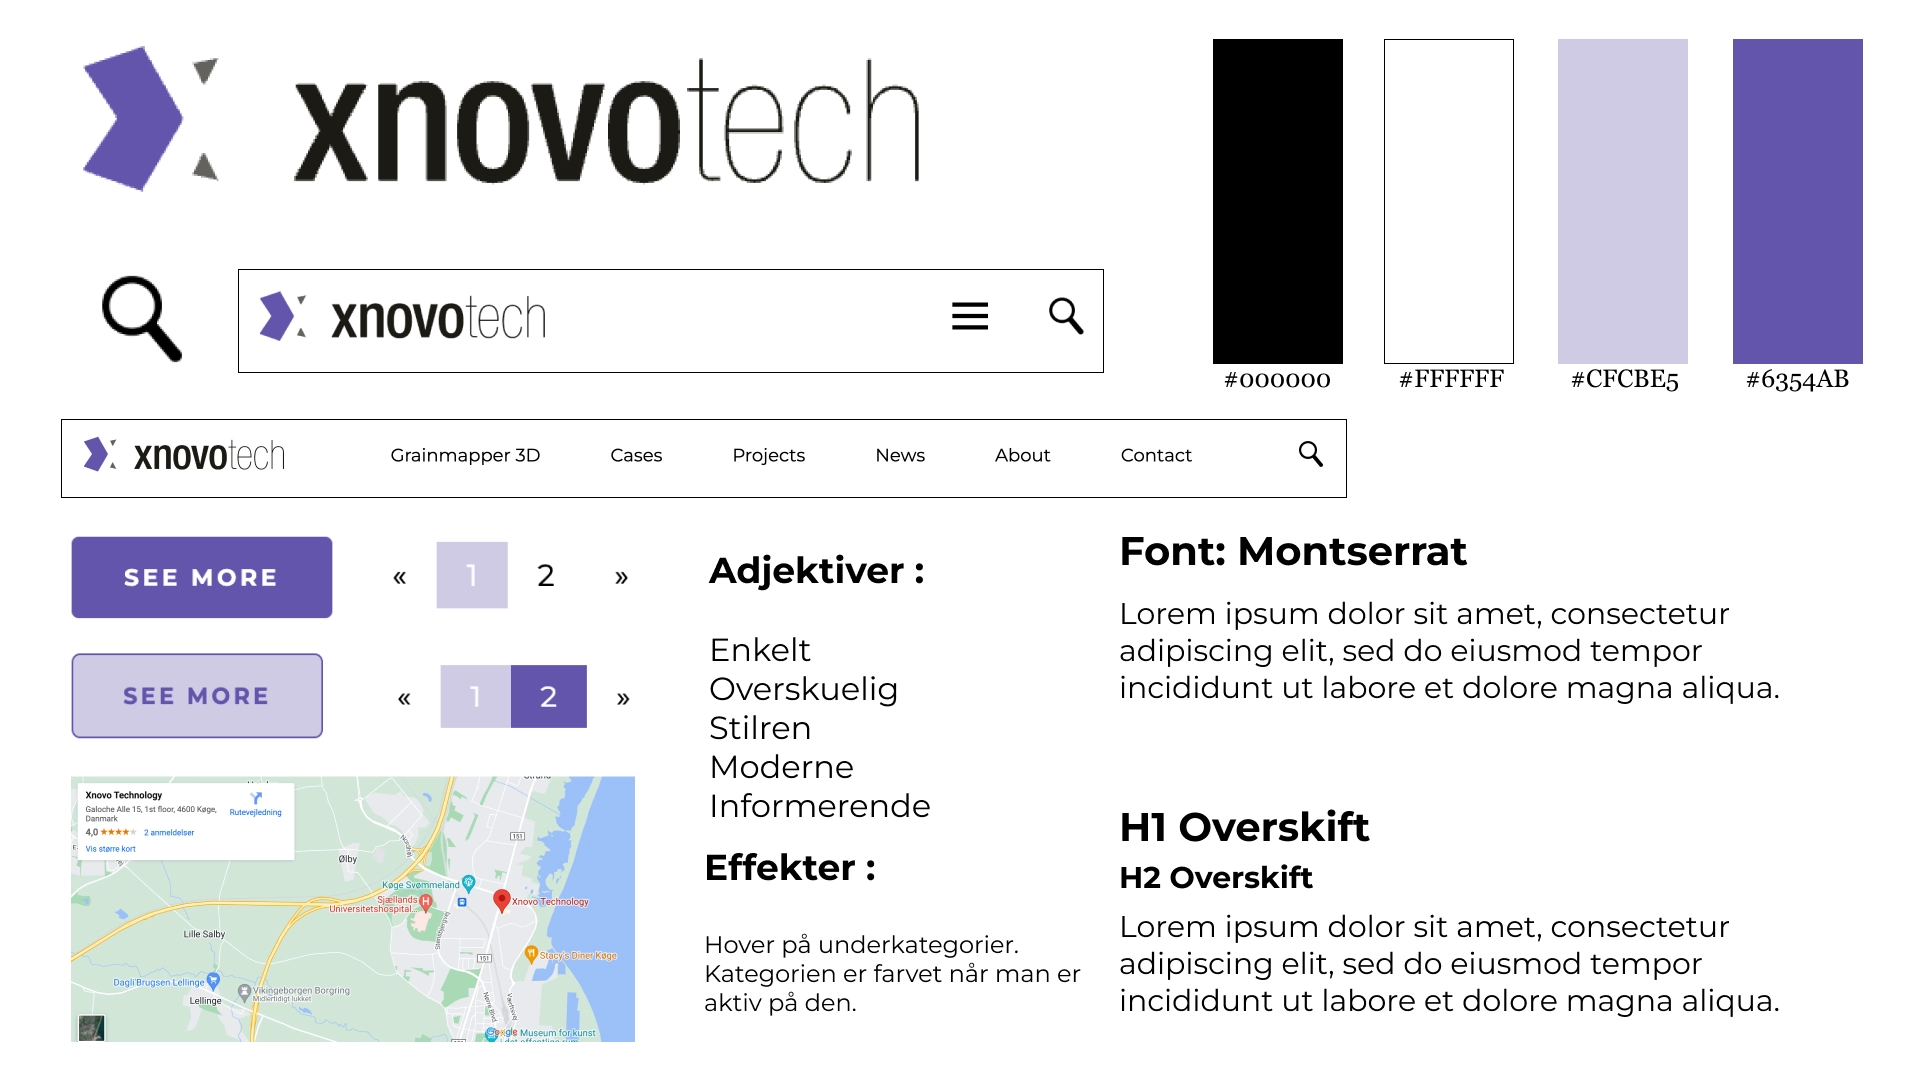 xnovotech
#000000
#FFFFFF
#CFCBE5
#6354AB
xnovotech
xnovotech
Grainmapper 3D
Cases
Projects
News
About
Contact
SEE MORE
« 1 2 »
SEE MORE
« 1 2 »
Adjektiver :
Enkelt
Overskuelig
Stilren
Moderne
Informerende
Effekter :
Hover på underkategorier.
Kategorien er farvet når man er
aktiv på den.
Font: Montserrat
Lorem ipsum dolor sit amet, consectetur
adipiscing elit, sed do eiusmod tempor
incididunt ut labore et dolore magna aliqua.
H1 Overskift
H2 Overskift
Lorem ipsum dolor sit amet, consectetur
adipiscing elit, sed do eiusmod tempor
incididunt ut labore et dolore magna aliqua.
Xnovo Technology
Galoche Alle 15, 1st floor, 4600 Køge,
Danmark
4,0
2 anmeldelser
Vis større kort
Rutevejledning
151
Ølby
Køge Svømmeland
Sjællands
Universitetshospital...
Xnovo Technology
Lille Salby
151
Stacy's Diner Køge
Dagli'Brugsen Lellinge
Lellinge
Vikingeborgen Borgring
Midlertidigt lukket
Google
Museum for kunst
151